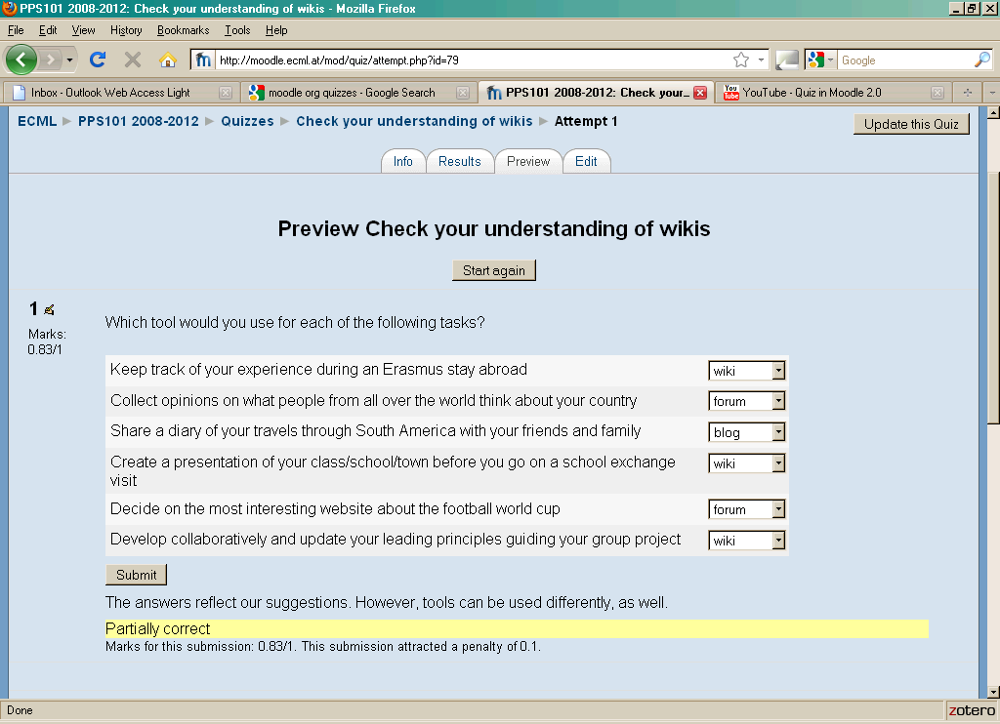 PPS101 2008-2012: Check your understanding of wikis - Mozilla Firefox
File Edit View History Bookmarks Tools Help
http://moodle.ecml.at/mod/quiz/attempt.php?id=79 Google
Inbox - Outlook Web Access Light moodle org quizzes - Google Search PPS101 2008-2012: Check your... You Tube YouTube - Quiz in Moodle 2.0
ECML ► PPS101 2008-2012 ► Quizzes ► Check your understanding of wikis ► Attempt 1 Update this Quiz
Info Results Preview Edit
Preview Check your understanding of wikis
Start again
1
Marks:
0.83/1
Which tool would you use for each of the following tasks?
Keep track of your experience during an Erasmus stay abroad wiki
Collect opinions on what people from all over the world think about your country forum
Share a diary of your travels through South America with your friends and family blog
Create a presentation of your class/school/town before you go on a school exchange wiki
visit
Decide on the most interesting website about the football world cup forum
Develop collaboratively and update your leading principles guiding your group project wiki
Submit
The answers reflect our suggestions. However, tools can be used differently, as well.
Partially correct
Marks for this submission: 0.83/1. This submission attracted a penalty of 0.1.
Done zotero